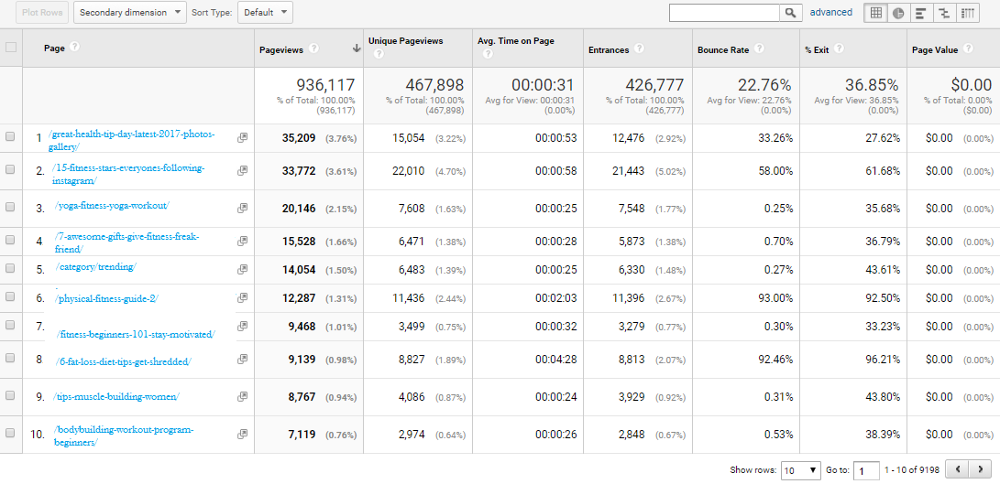 Plot Rows Secondary dimension Sort Type: Default advanced
Page Pageviews Unique Pageviews Avg. Time on Page Entrances Bounce Rate % Exit Page Value
936,117 467,898 00:00:31 426,777 22.76% 36.85% $0.00
% of Total: 100.00% % of Total: 100.00% Avg for View: 00:00:31 % of Total: 100.00% Avg for View: 22.76% Avg for View: 36.85% % of Total: 0.00%
(936,117) (467,898) (0.00%) (426,777) (0.00%) (0.00%) ($0.00)
1 /great-health-tip-day-latest-2017-photos-
gallery/ 35,209 (3.76%) 15,054 (3.22%) 00:00:53 12,476 (2.92%) 33.26% 27.62% $0.00 (0.00%)
2. /15-fitness-stars-everyones-following-
instagram/ 33,772 (3.61%) 22,010 (4.70%) 00:00:58 21,443 (5.02%) 58.00% 61.68% $0.00 (0.00%)
3. /yoga-fitness-yoga-workout/ 20,146 (2.15%) 7,608 (1.63%) 00:00:25 7,548 (1.77%) 0.25% 35.68% $0.00 (0.00%)
4 /7-awesome-gifts-give-fitness-freak-
friend/ 15,528 (1.66%) 6,471 (1.38%) 00:00:28 5,873 (1.38%) 0.70% 36.79% $0.00 (0.00%)
5. /category/trending/ 14,054 (1.50%) 6,483 (1.39%) 00:00:25 6,330 (1.48%) 0.27% 43.61% $0.00 (0.00%)
6. /physical-fitness-guide-2/ 12,287 (1.31%) 11,436 (2.44%) 00:02:03 11,396 (2.67%) 93.00% 92.50% $0.00 (0.00%)
7. /fitness-beginners-101-stay-motivated/ 9,468 (1.01%) 3,499 (0.75%) 00:00:32 3,279 (0.77%) 0.30% 33.23% $0.00 (0.00%)
8 /6-fat-loss-diet-tips-get-shredded/ 9,139 (0.98%) 8,827 (1.89%) 00:04:28 8,813 (2.07%) 92.46% 96.21% $0.00 (0.00%)
9. /tips-muscle-building-women/ 8,767 (0.94%) 4,086 (0.87%) 00:00:24 3,929 (0.92%) 0.31% 43.80% $0.00 (0.00%)
10. /bodybuilding-workout-program-
beginners/ 7,119 (0.76%) 2,974 (0.64%) 00:00:26 2,848 (0.67%) 0.53% 38.39% $0.00 (0.00%)
Show rows: 10 Go to: 1 1 - 10 of 9198